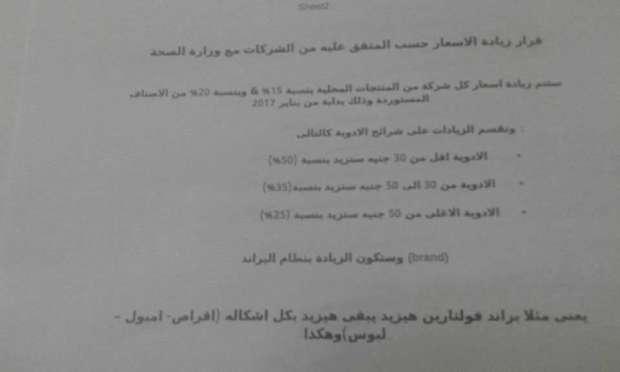 Sheet2
قرار زيادة الاسعار حسب المتفق عليه من الشركات مع وزارة الصحة
ستتم زيادة اسعار كل شركة من المنتجات المحلية بنسبة 15% & وبنسبة 20% من الاصناف
المستوردة وذلك بداية من يناير 2017
: وتقسم الزيادات على شرائح الادوية كالتالى
- الادوية اقل من 30 جنيه ستزيد بنسبة (50%)
- الادوية من 30 الى 50 جنيه ستزيد بنسبة(35%)
- الادوية الاعلى من 50 جنيه ستزيد بنسبة (25%)
(brand) وستكون الزيادة بنظام البراند
يعنى مثلا براند فولتارين هيزيد يبقى هيزيد بكل اشكاله (اقراص- امبول -
لبوس)وهكذا